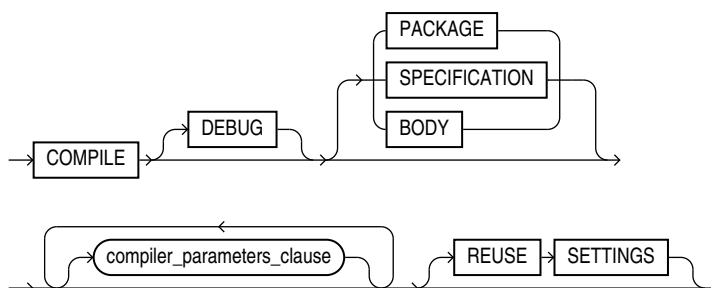 PACKAGE
SPECIFICATION
DEBUG
BODY
COMPILE
compiler_parameters_clause
REUSE SETTINGS